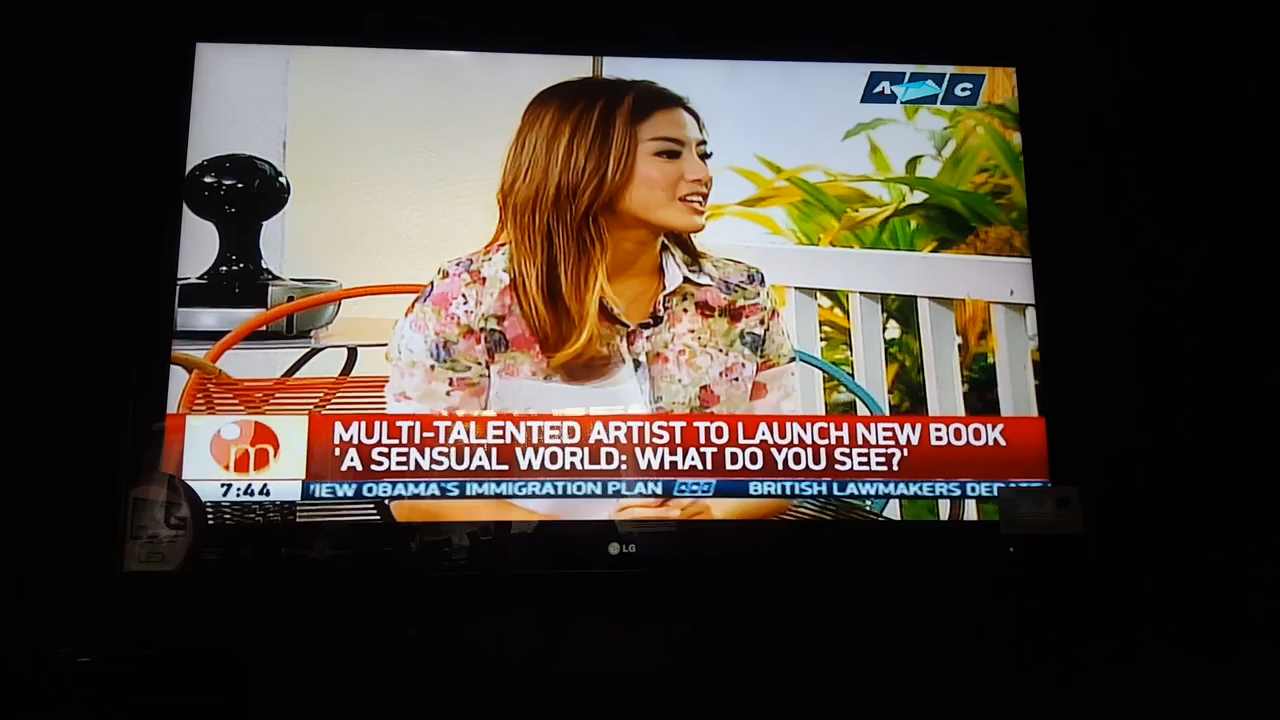 MULTI-TALENTED ARTIST TO LAUNCH NEW BOOK
'A SENSUAL WORLD: WHAT DO YOU SEE?'
m
7:44
OBAMA'S IMMIGRATION PLAN
BRITISH LAWMAKERS
LG